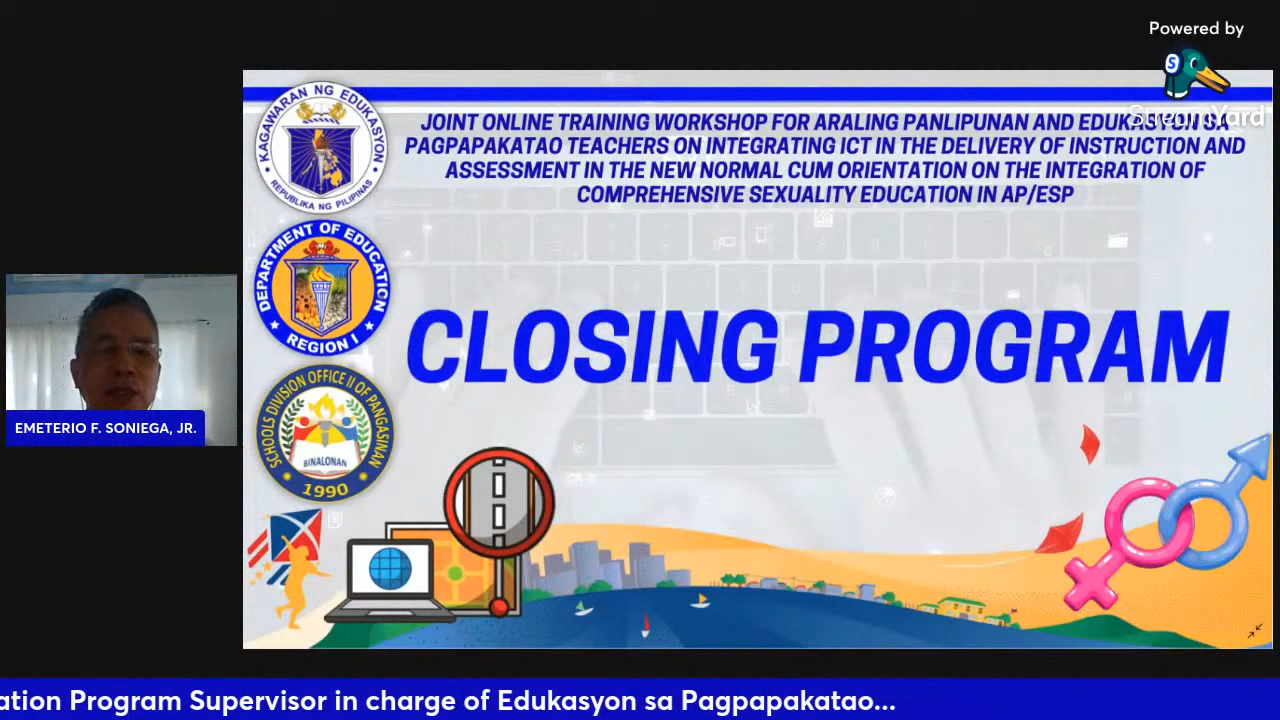 Powered by
StreamYard
JOINT ONLINE TRAINING WORKSHOP FOR ARALING PANLIPUNAN AND EDUKASYON SA
PAGPAPAKATAO TEACHERS ON INTEGRATING ICT IN THE DELIVERY OF INSTRUCTION AND
ASSESSMENT IN THE NEW NORMAL CUM ORIENTATION ON THE INTEGRATION OF
COMPREHENSIVE SEXUALITY EDUCATION IN AP/ESP
KAGAWARAN NG EDUKASYON
REPUBLIKA NG PILIPINAS
DEPARTMENT OF EDUCATION
REGION I
CLOSING PROGRAM
SCHOOLS DIVISION OFFICE II OF PANGASINAN
BINALONAN
1990
EMETERIO F. SONIEGA, JR.
ation Program Supervisor in charge of Edukasyon sa Pagpapakatao...